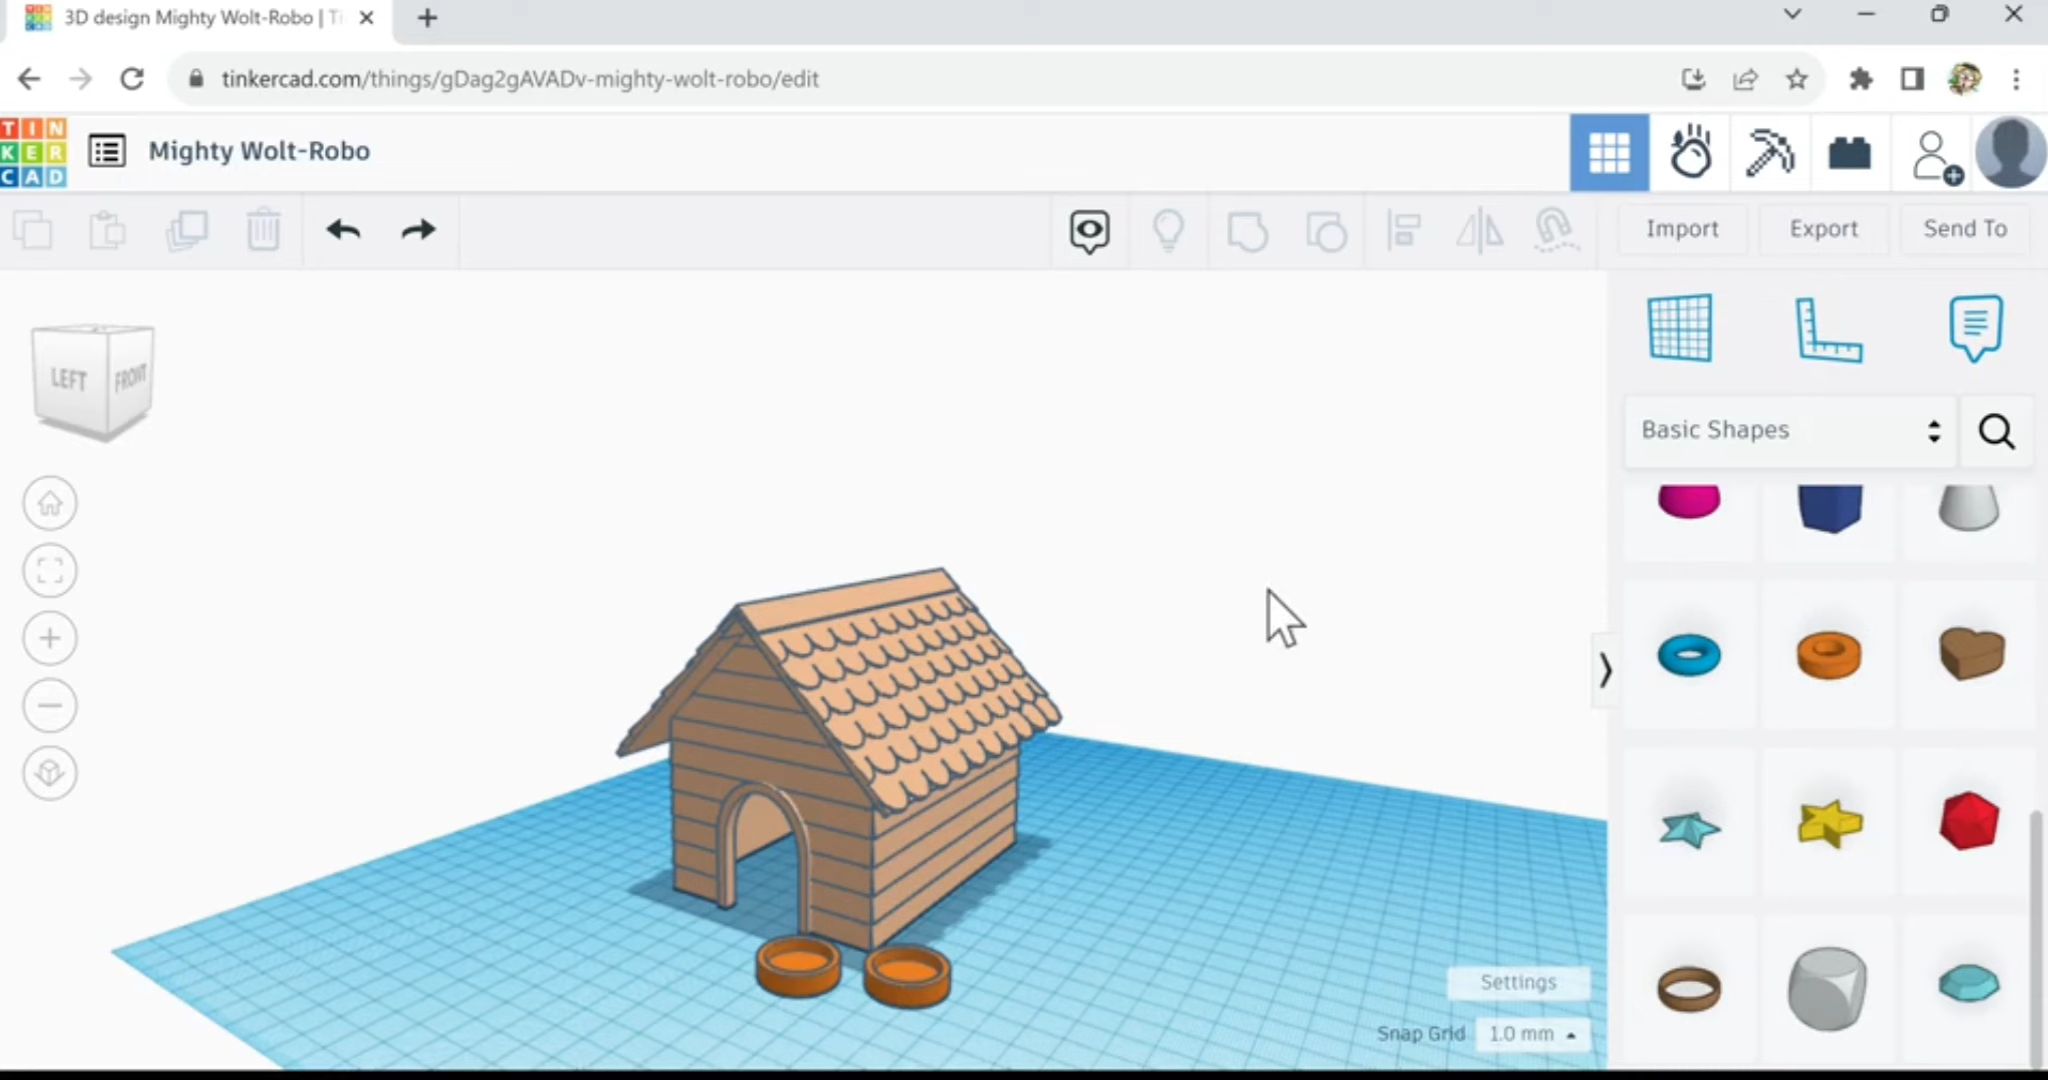 3D design Mighty Wolt-Robo | Ti
tinkercad.com/things/gDag2gAVADv-mighty-wolt-robo/edit
TIN
KER
CAD
Mighty Wolt-Robo
Import
Export
Send To
LEFT
FRONT
Basic Shapes
Settings
Snap Grid
1.0 mm